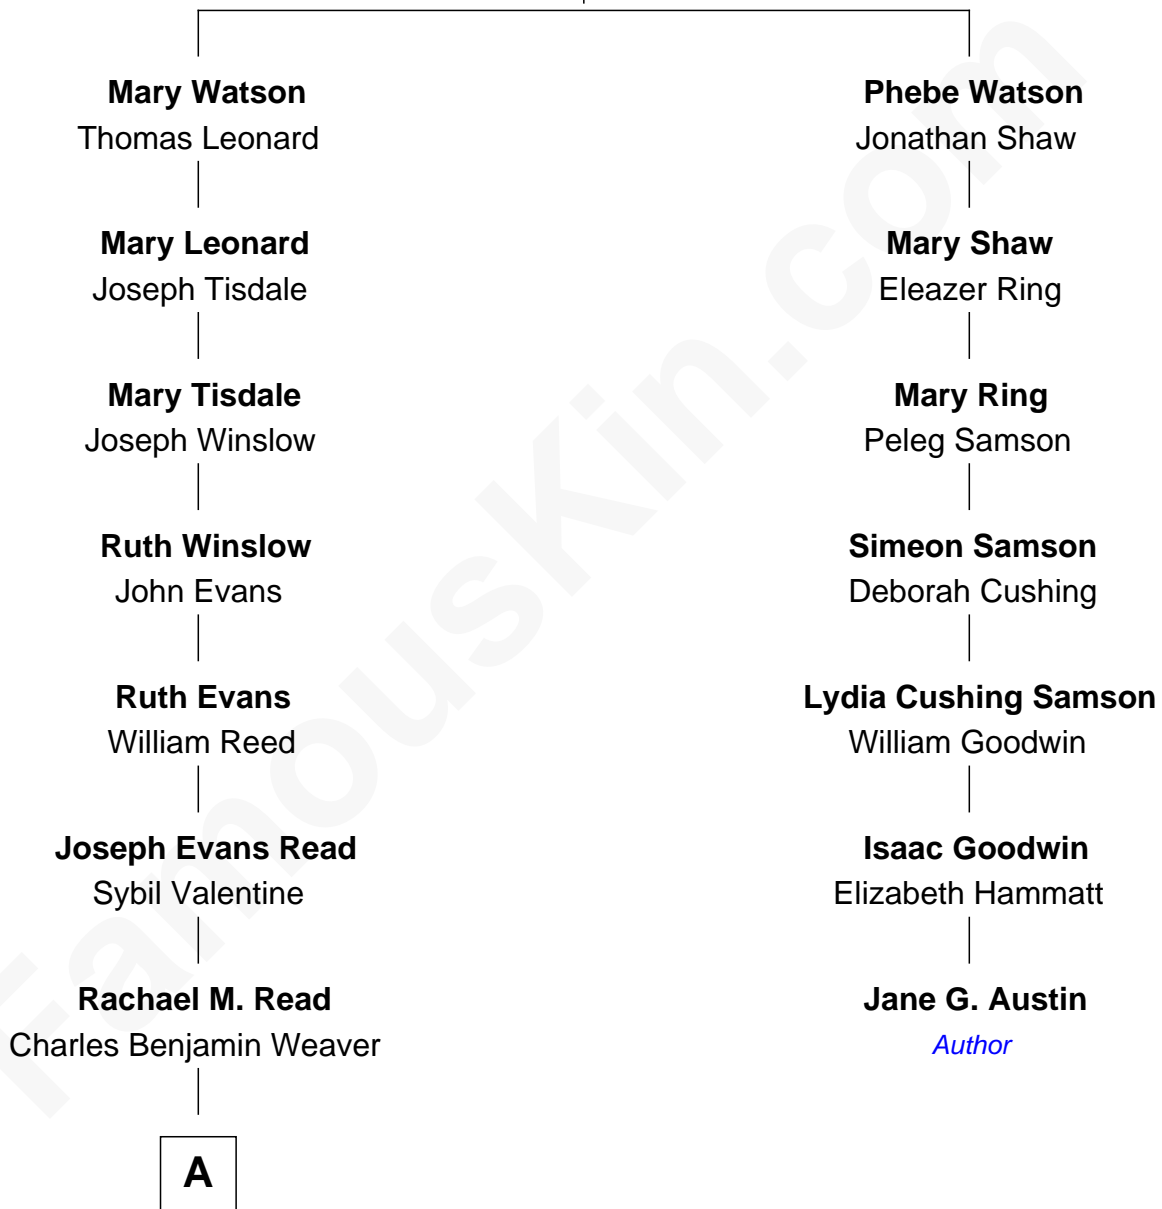 Mary Watson
Thomas Leonard
Mary Leonard
Joseph Tisdale
Mary Tisdale
Joseph Winslow
Ruth Winslow
John Evans
Ruth Evans
William Reed
Joseph Evans Read
Sybil Valentine
Rachael M. Read
Charles Benjamin Weaver
A
Phebe Watson
Jonathan Shaw
Mary Shaw
Eleazer Ring
Mary Ring
Peleg Samson
Simeon Samson
Deborah Cushing
Lydia Cushing Samson
William Goodwin
Isaac Goodwin
Elizabeth Hammatt
Jane G. Austin
Author
FamousKin.com